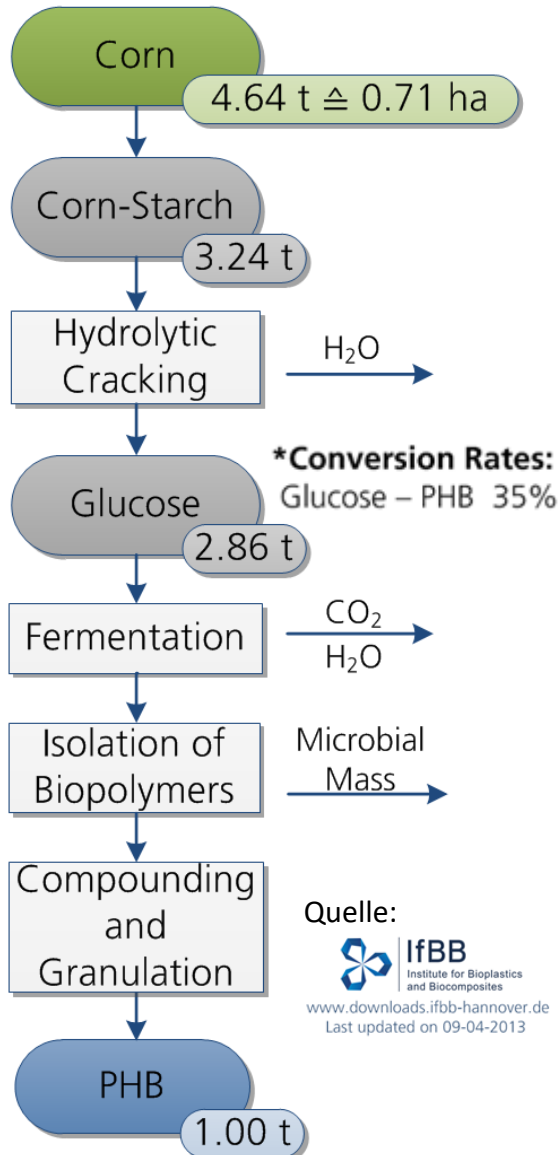 Corn
4.64 t ≙ 0.71 ha
Corn-Starch
3.24 t
Hydrolytic
Cracking
H₂O
*Conversion Rates:
Glucose – PHB 35%
Glucose
2.86 t
Fermentation
CO₂
H₂O
Isolation of
Biopolymers
Microbial
Mass
Compounding
and
Granulation
Quelle:
IfBB
Institute for Bioplastics
and Biocomposites
www.downloads.ifbb-hannover.de
Last updated on 09-04-2013
PHB
1.00 t